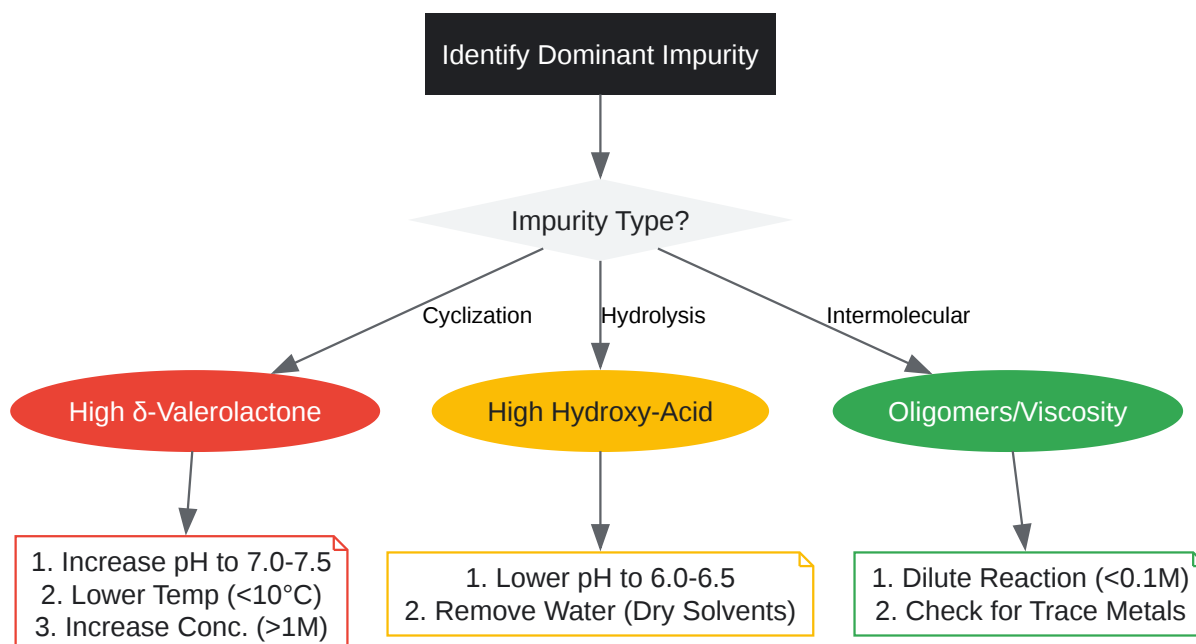 Identify Dominant Impurity
Impurity Type?
Cyclization
Hydrolysis
Intermolecular
High δ-Valerolactone
High Hydroxy-Acid
Oligomers/Viscosity
1. Increase pH to 7.0-7.5
2. Lower Temp (<10°C)
3. Increase Conc. (>1M)
1. Lower pH to 6.0-6.5
2. Remove Water (Dry Solvents)
1. Dilute Reaction (<0.1M)
2. Check for Trace Metals